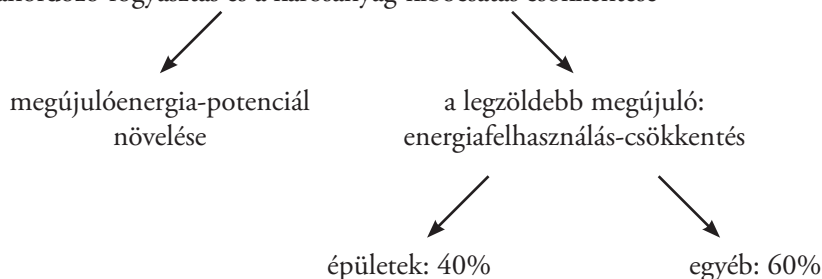 fogyasztás és a károsanyag-kibocsátás csökkentése
megújulóenergia-potenciál
növelése
a legzöldebb megújuló:
energiafelhasználás-csökkentés
épületek: 40%
egyéb: 60%